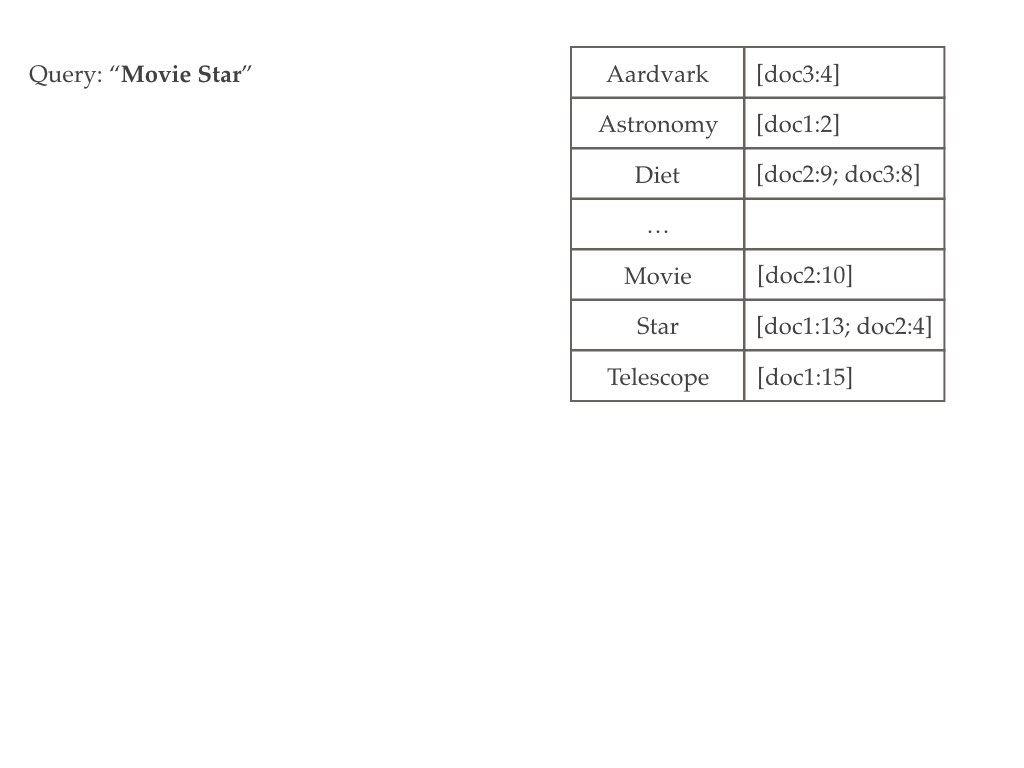 Query: “Movie Star”
Aardvark [doc3:4]
Astronomy [doc1:2]
Diet [doc2:9; doc3:8]
…
Movie [doc2:10]
Star [doc1:13; doc2:4]
Telescope [doc1:15]